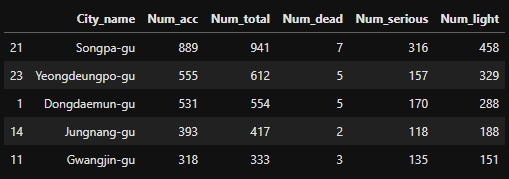 City_name Num_acc Num_total Num_dead Num_serious Num_light
21 Songpa-gu 889 941 7 316 458
23 Yeongdeungpo-gu 555 612 5 157 329
1 Dongdaemun-gu 531 554 5 170 288
14 Jungnang-gu 393 417 2 118 188
11 Gwangjin-gu 318 333 3 135 151